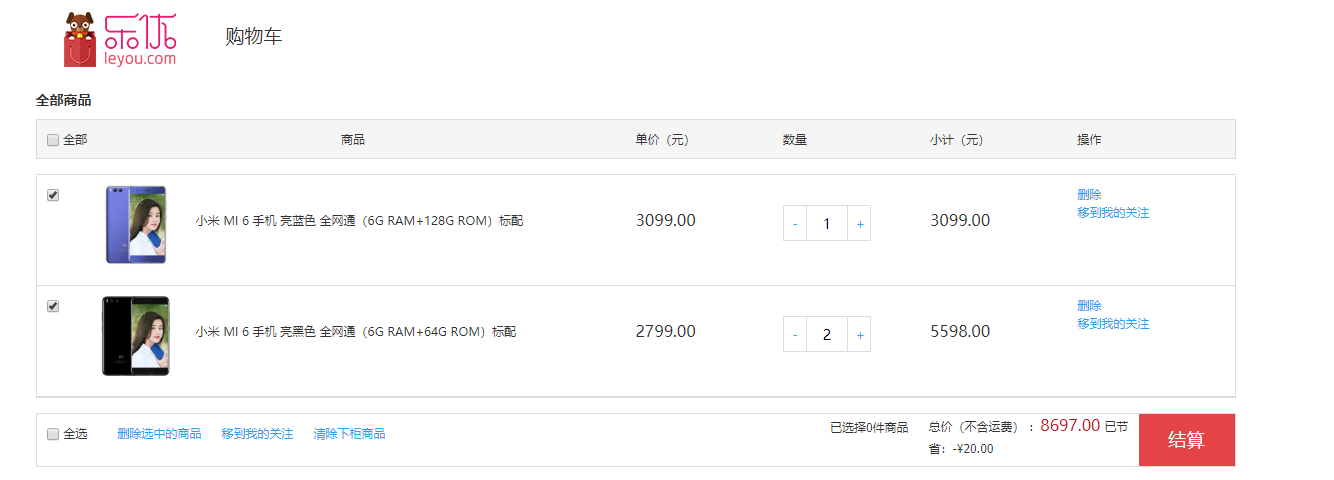 乐优
leyou.com
购物车
全部商品
全部 商品 单价（元） 数量 小计（元） 操作
小米 MI 6 手机 亮蓝色 全网通（6G RAM+128G ROM）标配 3099.00 - 1 + 3099.00 删除
移到我的关注
小米 MI 6 手机 亮黑色 全网通（6G RAM+64G ROM）标配 2799.00 - 2 + 5598.00 删除
移到我的关注
全选 删除选中的商品 移到我的关注 清除下柜商品 已选择0件商品 总价（不含运费） ：8697.00 已节
省：-¥20.00
结算